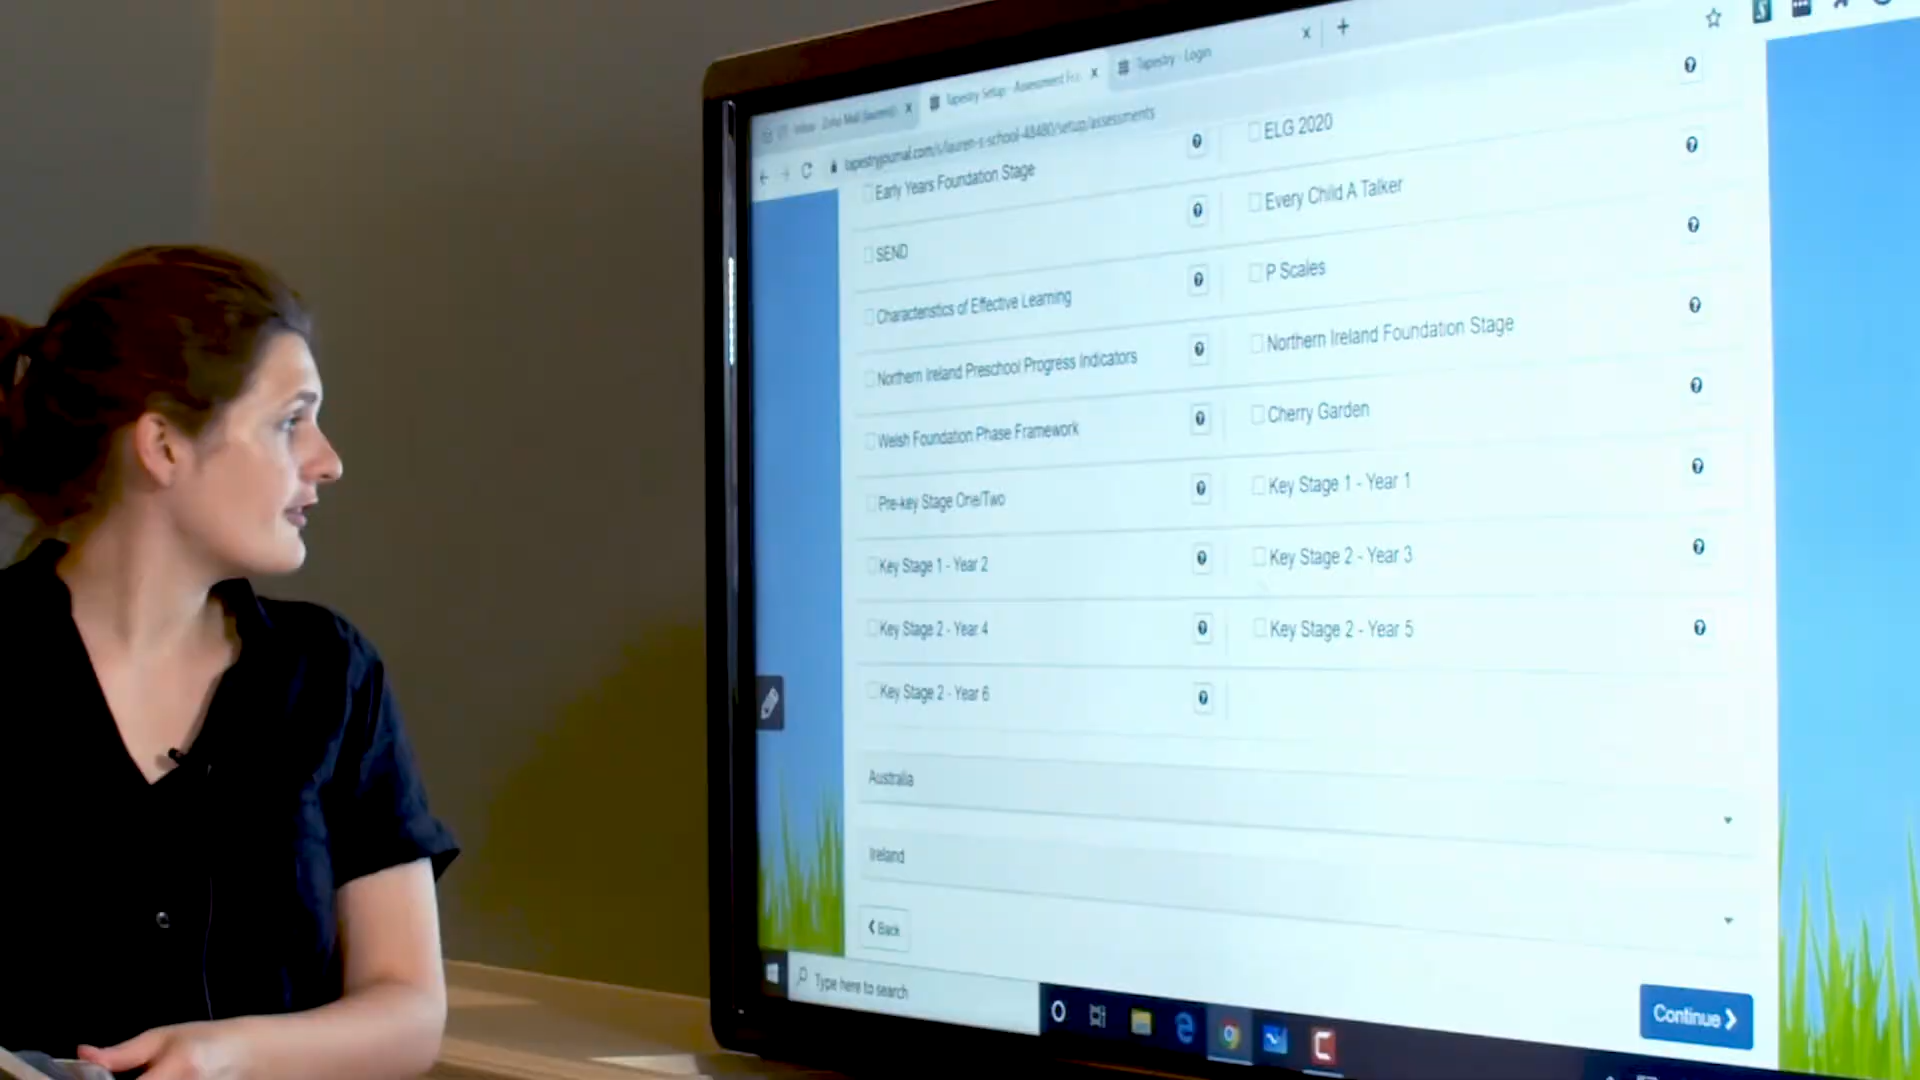 Inbox - Zoho Mail
Tapestry Setup - Assessment Fra
Tapestry - Login
tapestryjournal.com/s/lauren-s-school-48480/setup/assessments
Early Years Foundation Stage
ELG 2020
SEND
Every Child A Talker
Characteristics of Effective Learning
P Scales
Northern Ireland Preschool Progress Indicators
Northern Ireland Foundation Stage
Welsh Foundation Phase Framework
Cherry Garden
Pre-key Stage One/Two
Key Stage 1 - Year 1
Key Stage 1 - Year 2
Key Stage 2 - Year 3
Key Stage 2 - Year 4
Key Stage 2 - Year 5
Key Stage 2 - Year 6
Australia
Ireland
Back
Continue
Type here to search